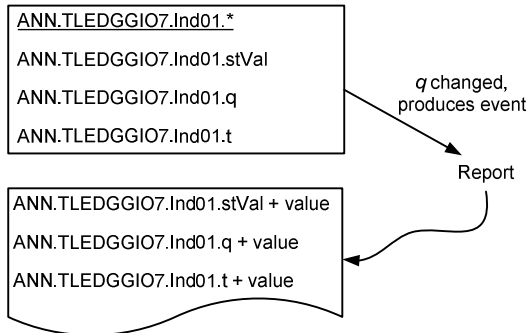 ANN.TLEDGGIO7.Ind01.*
ANN.TLEDGGIO7.Ind01.stVal
ANN.TLEDGGIO7.Ind01.q
ANN.TLEDGGIO7.Ind01.t
q changed,
produces event
Report
ANN.TLEDGGIO7.Ind01.stVal + value
ANN.TLEDGGIO7.Ind01.q + value
ANN.TLEDGGIO7.Ind01.t + value